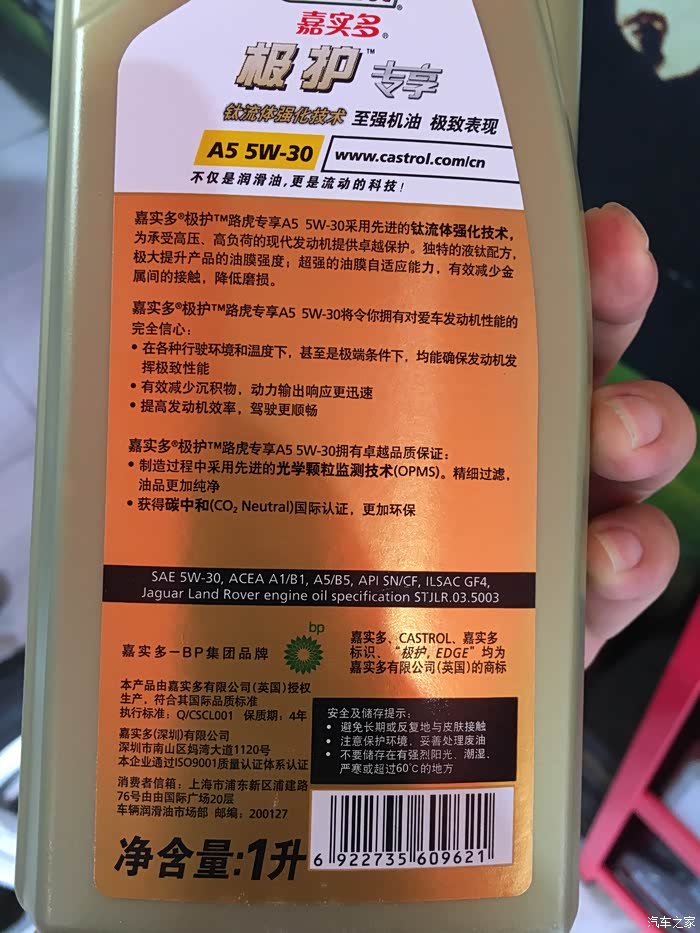 嘉实多®
极护™ 专享
钛流体强化技术 至强机油 极致表现
A5 5W-30 www.castrol.com/cn
不仅是润滑油,更是流动的科技!
嘉实多®极护™路虎专享A5 5W-30采用先进的钛流体强化技术，
为承受高压、高负荷的现代发动机提供卓越保护。独特的液钛配方，
极大提升产品的油膜强度；超强的油膜自适应能力，有效减少金
属间的接触，降低磨损。
嘉实多®极护™路虎专享A5 5W-30将令你拥有对爱车发动机性能的
完全信心：
• 在各种行驶环境和温度下，甚至是极端条件下，均能确保发动机发
挥极致性能
• 有效减少沉积物，动力输出响应更迅速
• 提高发动机效率，驾驶更顺畅
嘉实多®极护™路虎专享A5 5W-30拥有卓越品质保证：
• 制造过程中采用先进的光学颗粒监测技术(OPMS)。精细过滤，
油品更加纯净
• 获得碳中和(CO₂ Neutral)国际认证，更加环保
SAE 5W-30, ACEA A1/B1, A5/B5, API SN/CF, ILSAC GF4,
Jaguar Land Rover engine oil specification STJLR.03.5003
嘉实多—BP集团品牌
bp
嘉实多、CASTROL、嘉实多
标识、“极护, EDGE”均为
嘉实多有限公司(英国)的商标
本产品由嘉实多有限公司(英国)授权
生产，符合其国际品质标准
执行标准: Q/CSCL001 保质期: 4年
嘉实多(深圳)有限公司
深圳市南山区妈湾大道1120号
本企业通过ISO9001质量认证体系认证
消费者信箱: 上海市浦东新区浦建路
76号由由国际广场20层
车辆润滑油市场部 邮编: 200127
安全及储存提示:
• 避免长期或反复地与皮肤接触
• 注意保护环境、妥善处理废油
• 不要储存在有强烈阳光、潮湿、
严寒或超过60℃的地方
净含量:1升
6 922735 609621
汽车之家